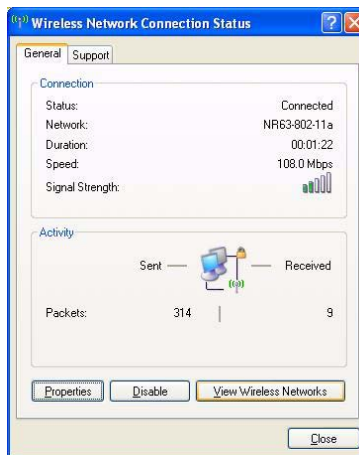 Wireless Network Connection Status
General Support
Connection
Status: Connected
Network: NR63-802-11a
Duration: 00:01:22
Speed: 108.0 Mbps
Signal Strength:
Activity
Sent Received
Packets: 314 9
Properties Disable View Wireless Networks
Close